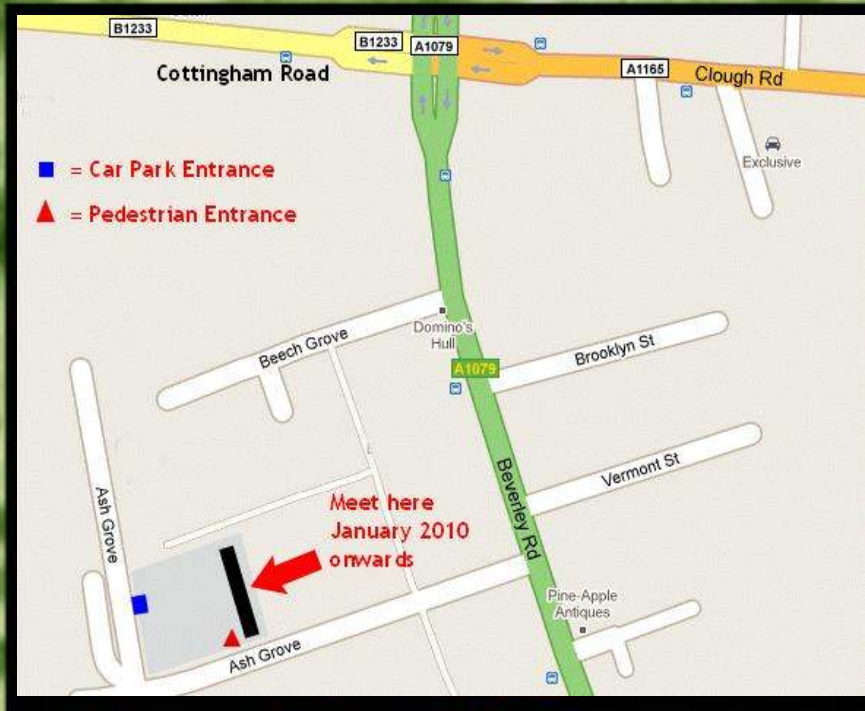 B1233
B1233
A1079
Cottingham Road
A1165
Clough Rd
Exclusive
= Car Park Entrance
= Pedestrian Entrance
Domino's
Hull
Beech Grove
A1079
Brooklyn St
Vermont St
Beverley Rd
Meet here
January 2010
onwards
Ash Grove
Pine-Apple
Antiques
Ash Grove